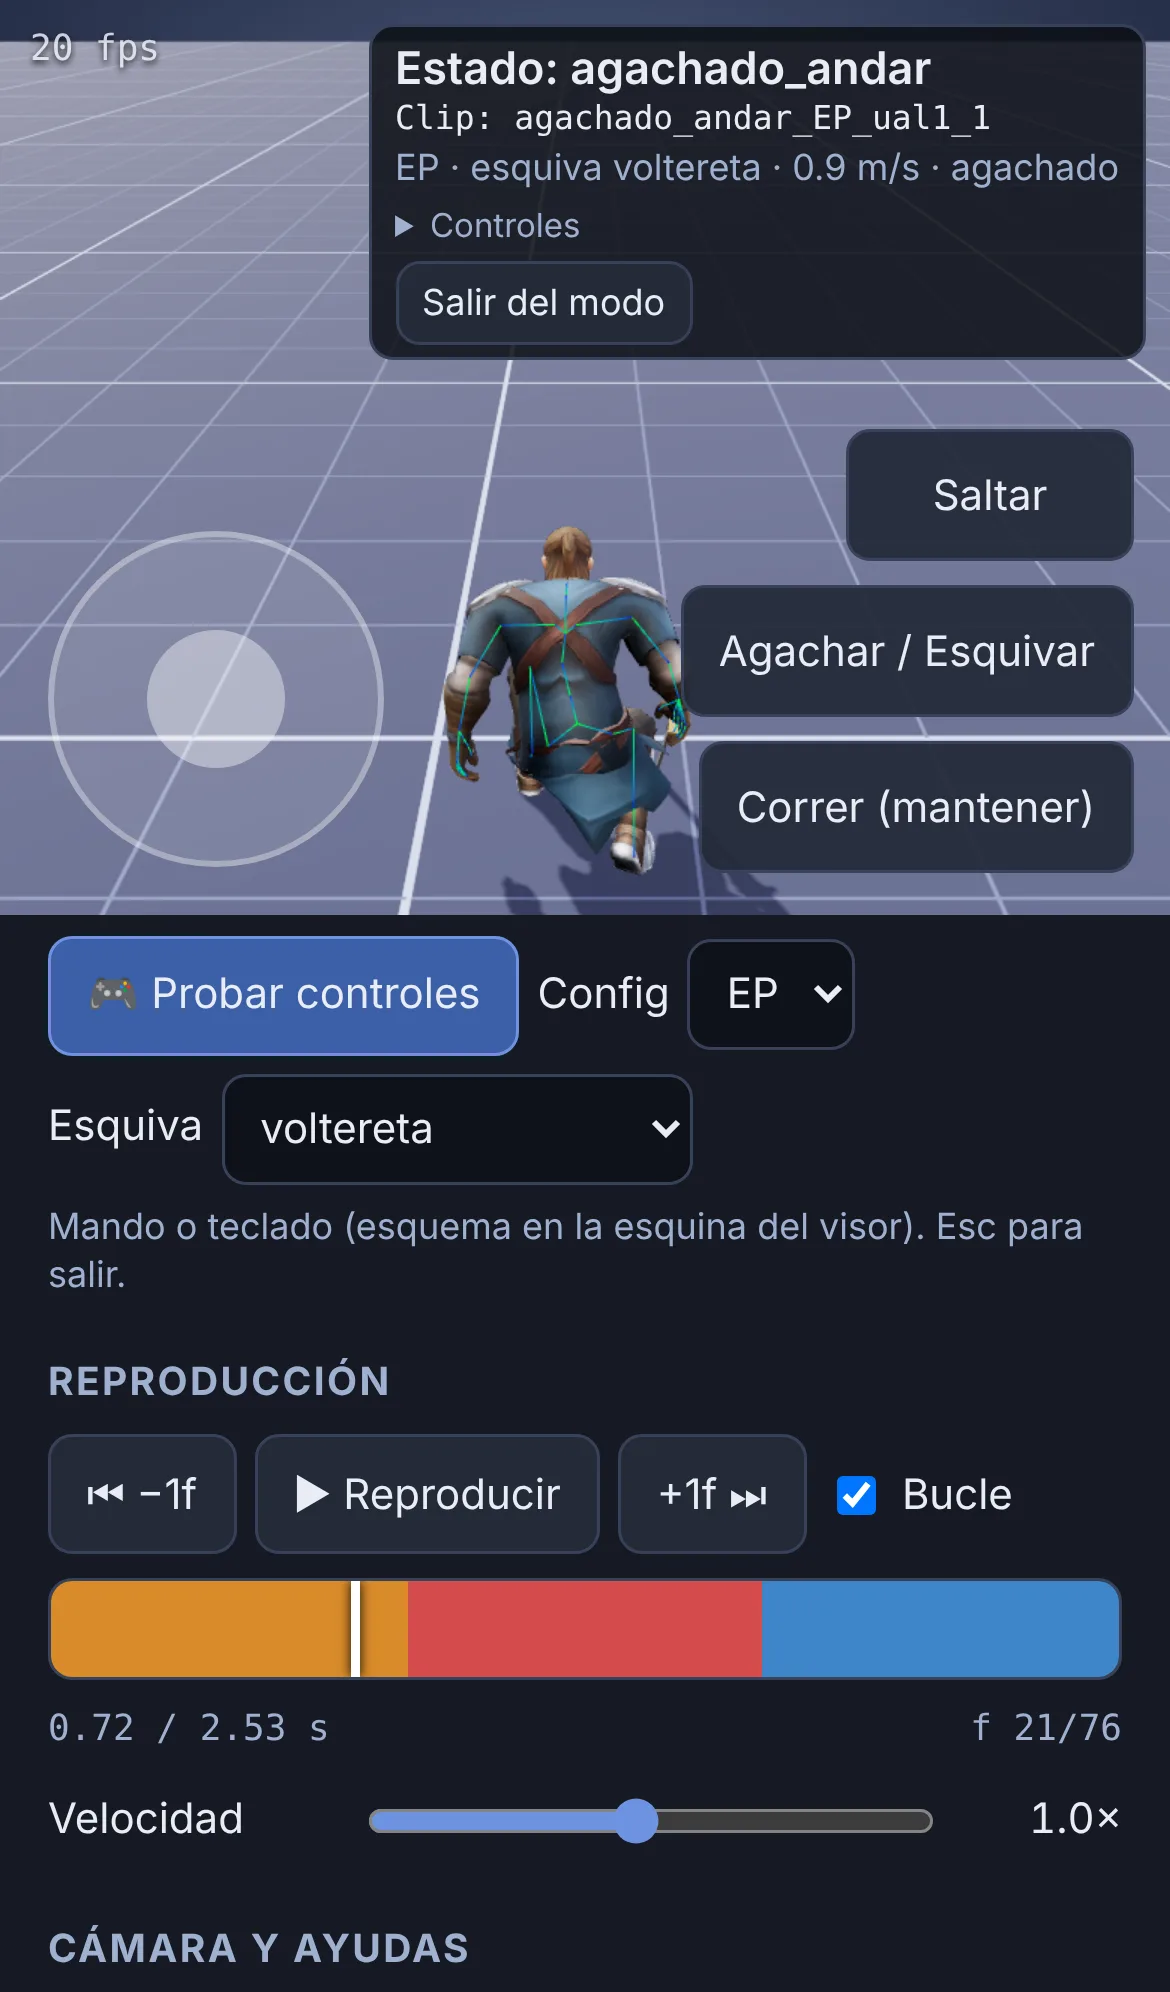 20 fps
Estado: agachado_andar
Clip: agachado_andar_EP_ual1_1
EP · esquiva voltereta · 0.9 m/s · agachado
▶ Controles
Salir del modo
Saltar
Agachar / Esquivar
Correr (mantener)
🎮 Probar controles Config EP
Esquiva voltereta
Mando o teclado (esquema en la esquina del visor). Esc para
salir.
REPRODUCCIÓN
⏮ −1f ▶ Reproducir +1f ⏭ Bucle
0.72 / 2.53 s f 21/76
Velocidad 1.0×
CÁMARA Y AYUDAS